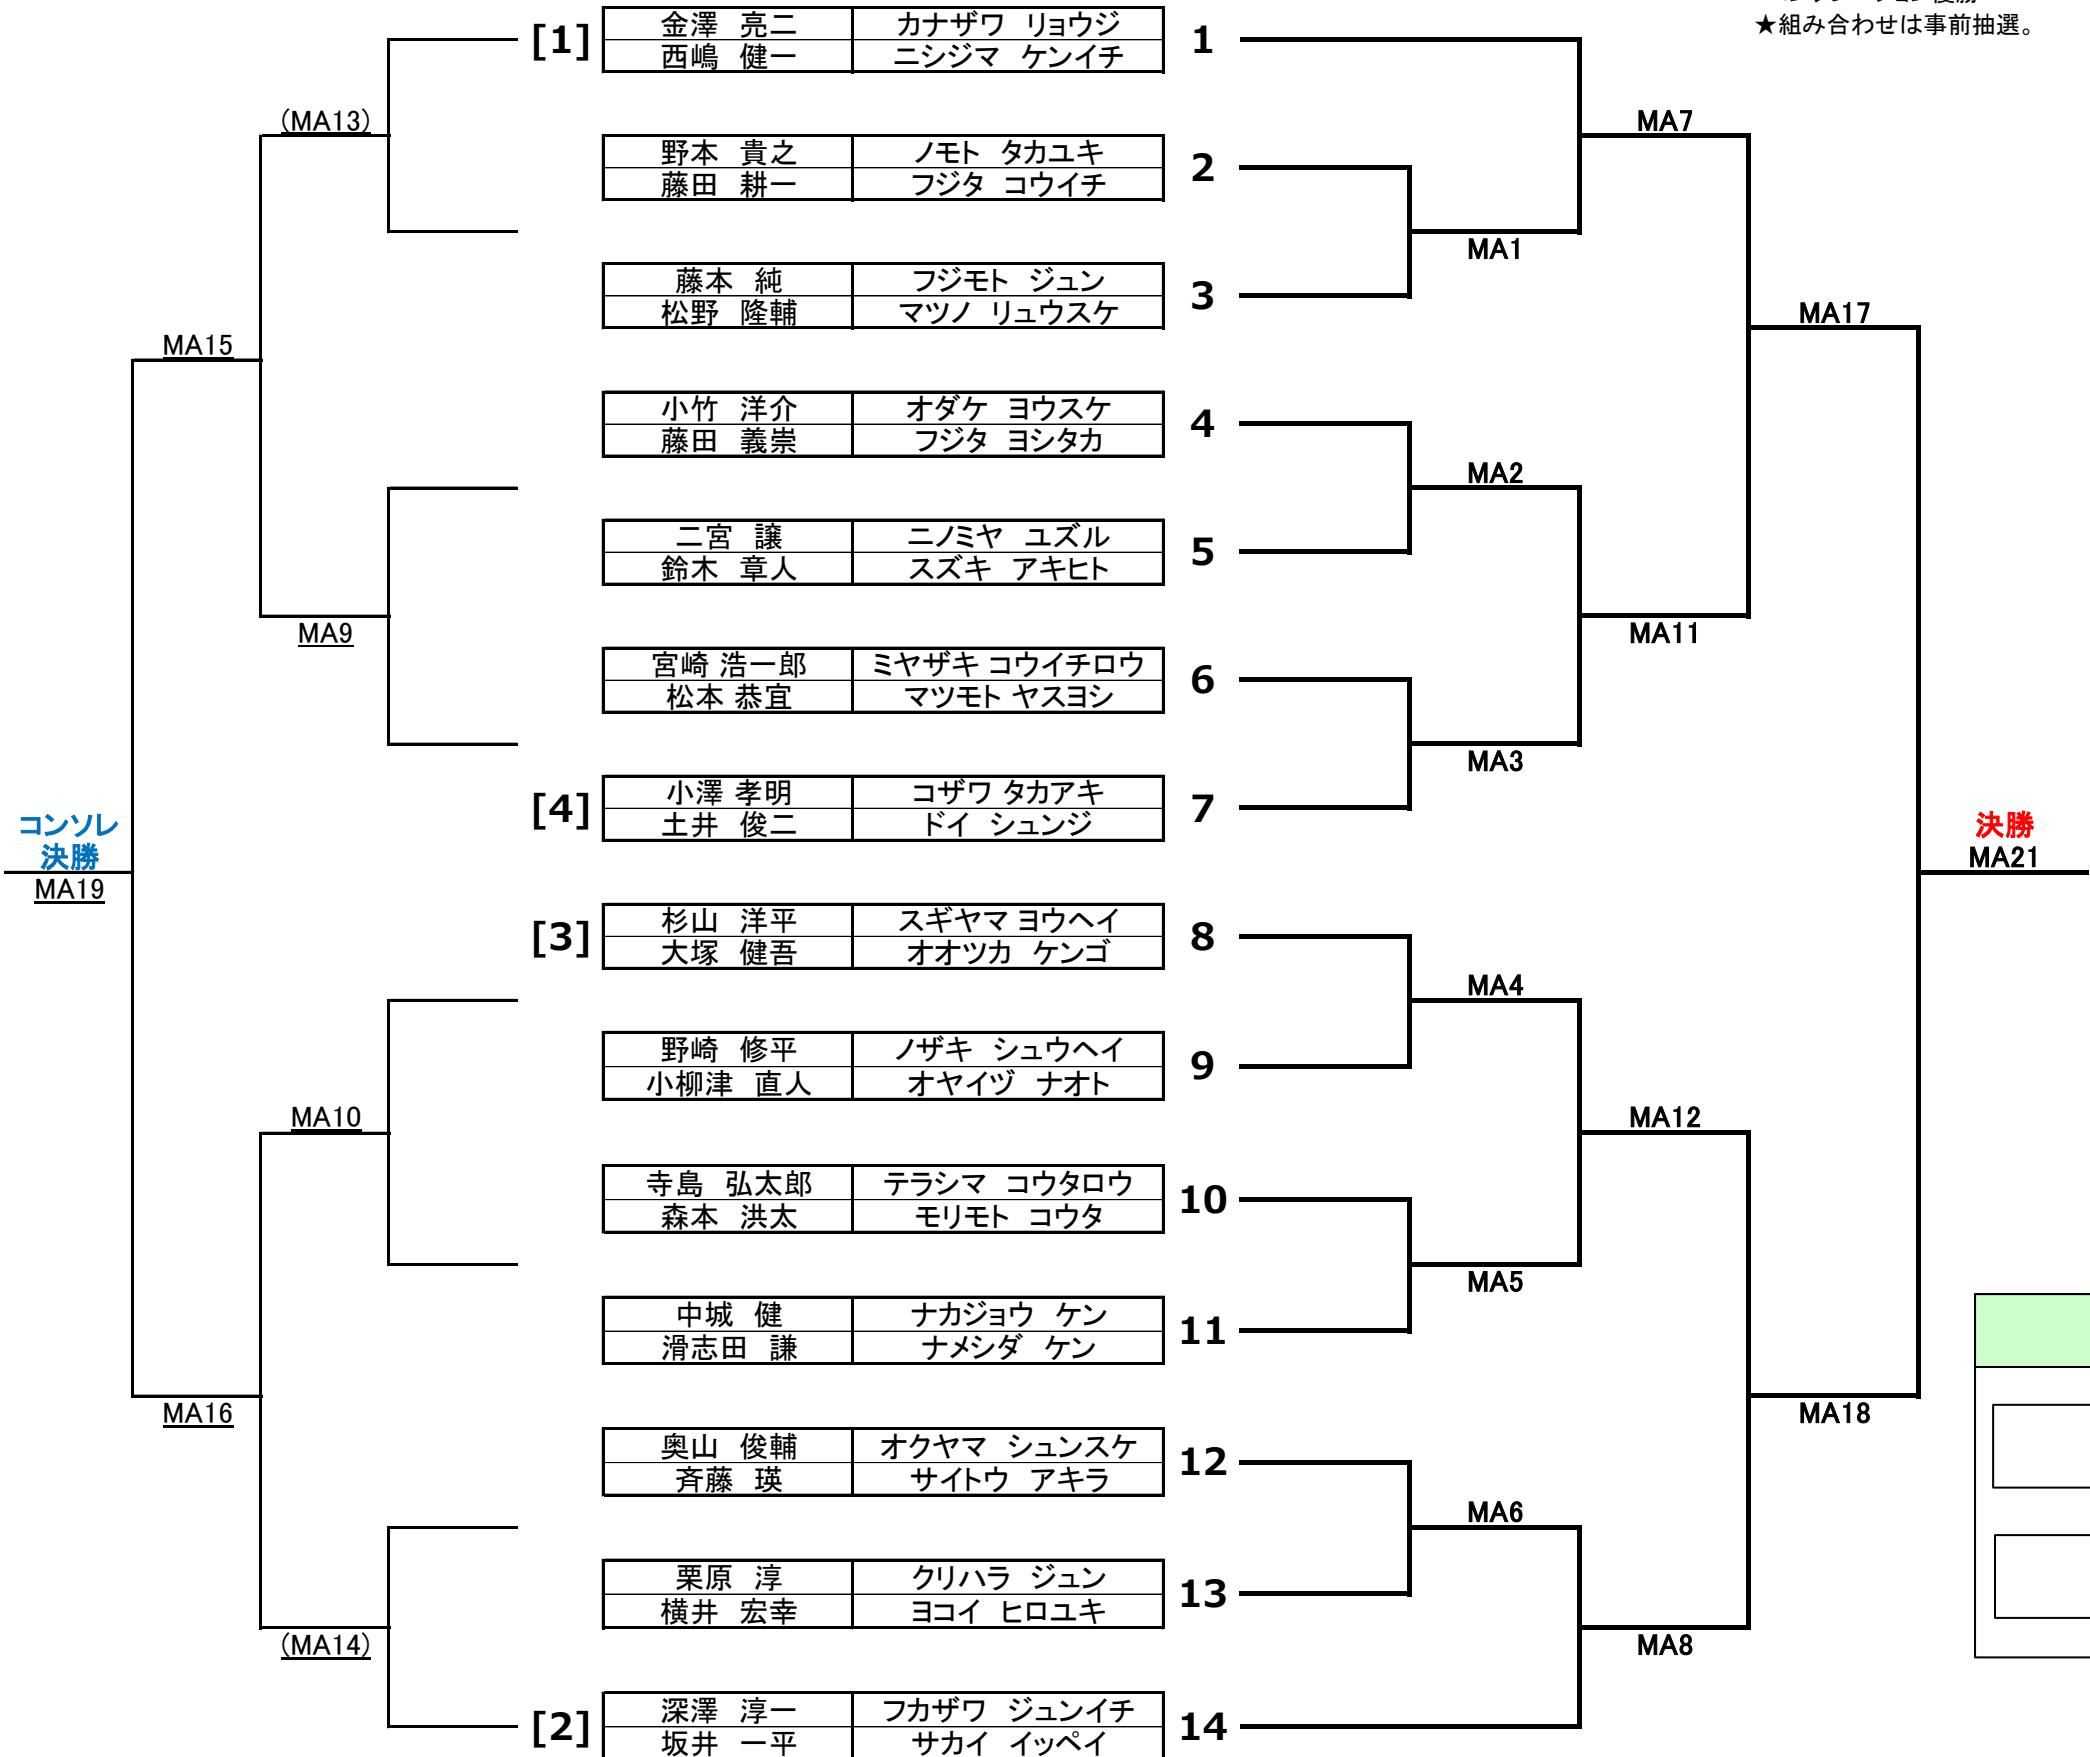 ★組み合わせは事前抽選。
[1] 金澤 亮二 カナザワ リョウジ 1
西嶋 健一 ニシジマ ケンイチ
(MA13) MA7
野本 貴之 ノモト タカユキ 2
藤田 耕一 フジタ コウイチ
MA1
藤本 純 フジモト ジュン 3
松野 隆輔 マツノ リュウスケ
MA15 MA17
小竹 洋介 オダケ ヨウスケ 4
藤田 義崇 フジタ ヨシタカ
MA2
二宮 譲 ニノミヤ ユズル 5
鈴木 章人 スズキ アキヒト
MA9 MA11
宮崎 浩一郎 ミヤザキ コウイチロウ 6
松本 恭宜 マツモト ヤスヨシ
MA3
[4] 小澤 孝明 コザワ タカアキ 7
土井 俊二 ドイ シュンジ
コンソレ 決勝
決勝 MA21
MA19
[3] 杉山 洋平 スギヤマ ヨウヘイ 8
大塚 健吾 オオツカ ケンゴ
MA4
野崎 修平 ノザキ シュウヘイ 9
小柳津 直人 オヤイヅ ナオト
MA10 MA12
寺島 弘太郎 テラシマ コウタロウ 10
森本 洪太 モリモト コウタ
MA5
中城 健 ナカジョウ ケン 11
滑志田 謙 ナメシダ ケン
MA16 MA18
奥山 俊輔 オクヤマ シュンスケ 12
斉藤 瑛 サイトウ アキラ
MA6
栗原 淳 クリハラ ジュン 13
横井 宏幸 ヨコイ ヒロユキ
(MA14) MA8
[2] 深澤 淳一 フカザワ ジュンイチ 14
坂井 一平 サカイ イッペイ